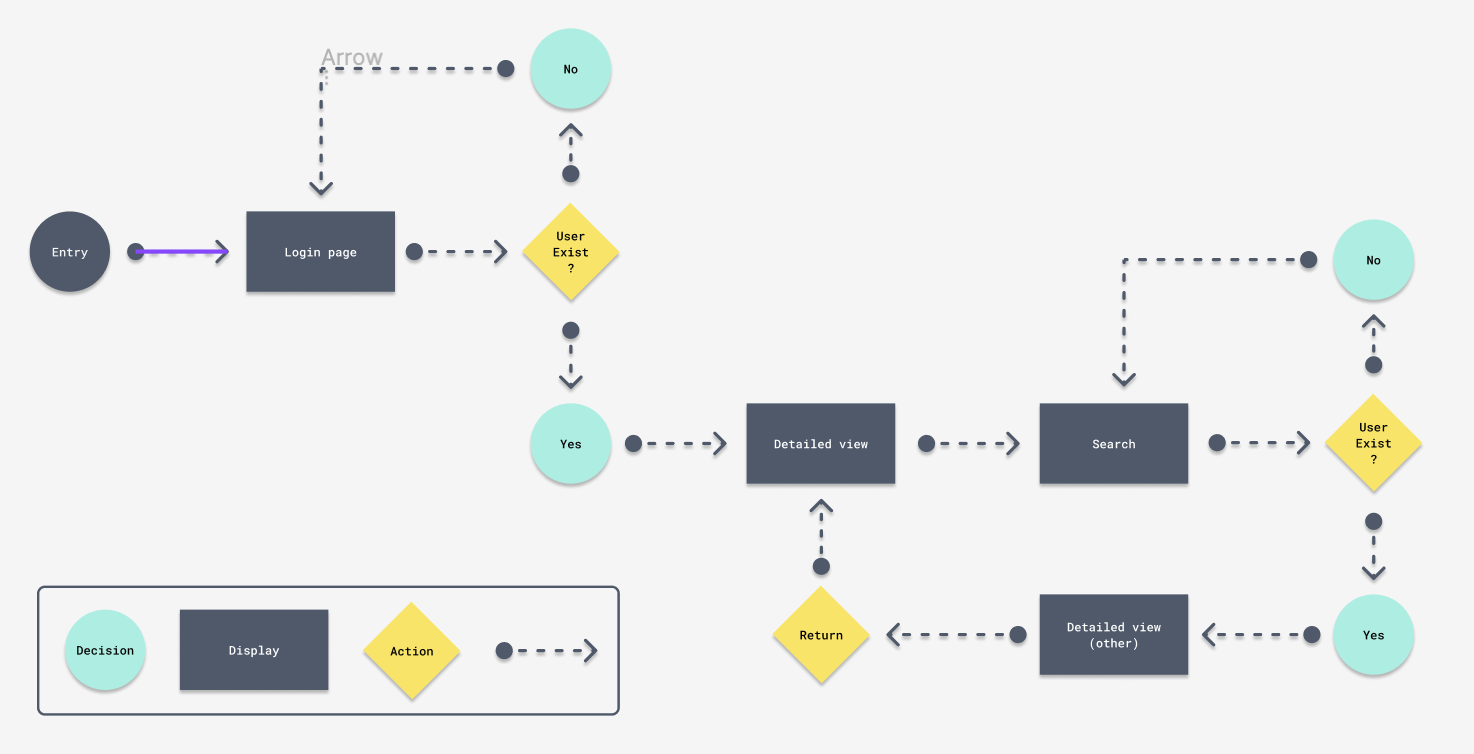 Arrow
No
Entry
Login page
User
Exist
?
No
Yes
Detailed view
Search
User
Exist
?
Return
Detailed view
(other)
Yes
Decision
Display
Action